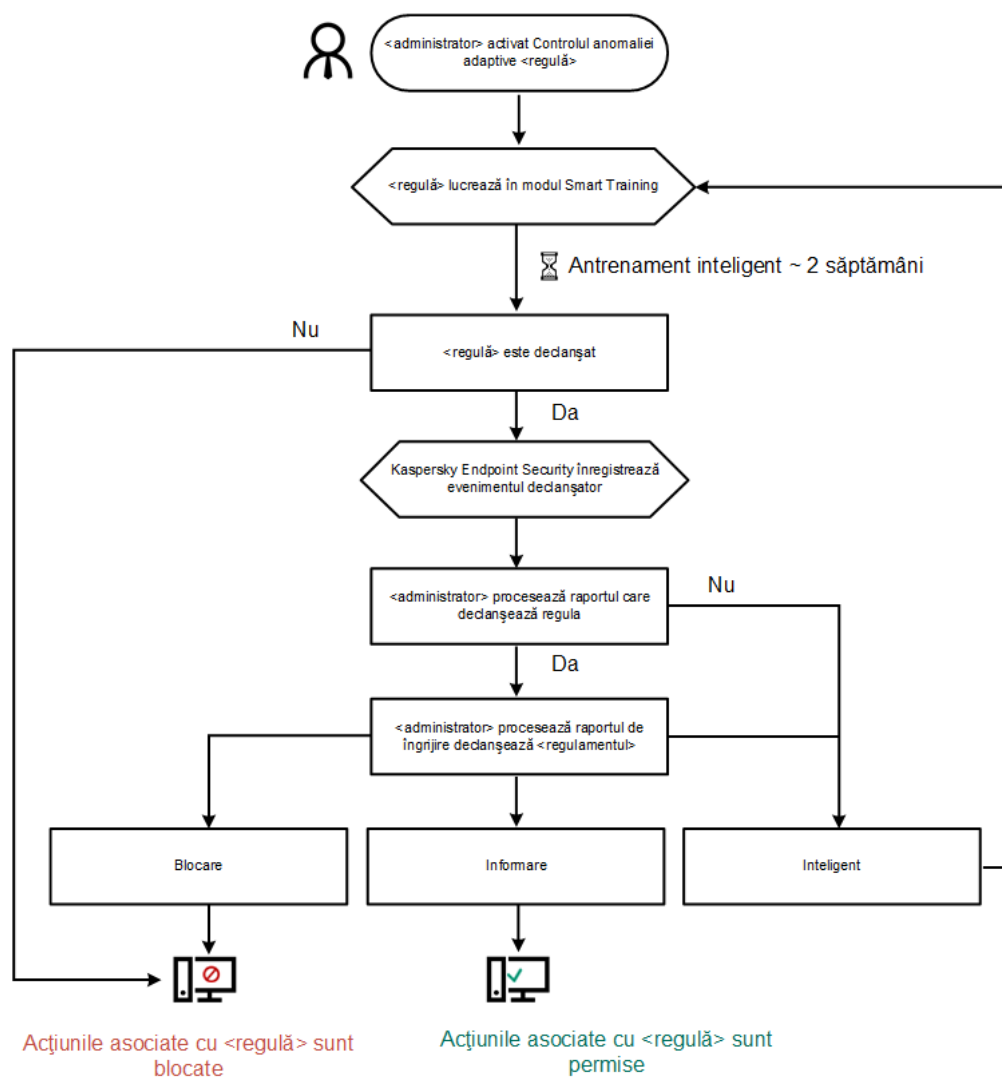 <administrator> activat Controlul anomaliei
adaptive <regulă>
<regulă> lucrează în modul Smart Training
Antrenament inteligent ~ 2 săptămâni
Nu
<regulă> este declanşat
Da
Kaspersky Endpoint Security înregistrează
evenimentul declanşator
<administrator> procesează raportul care
declanşează regula
Nu
Da
<administrator> procesează raportul de
îngrijire declanşează <regulamentul>
Blocare
Informare
Inteligent
Acţiunile asociate cu <regulă> sunt
blocate
Acţiunile asociate cu <regulă> sunt
permise